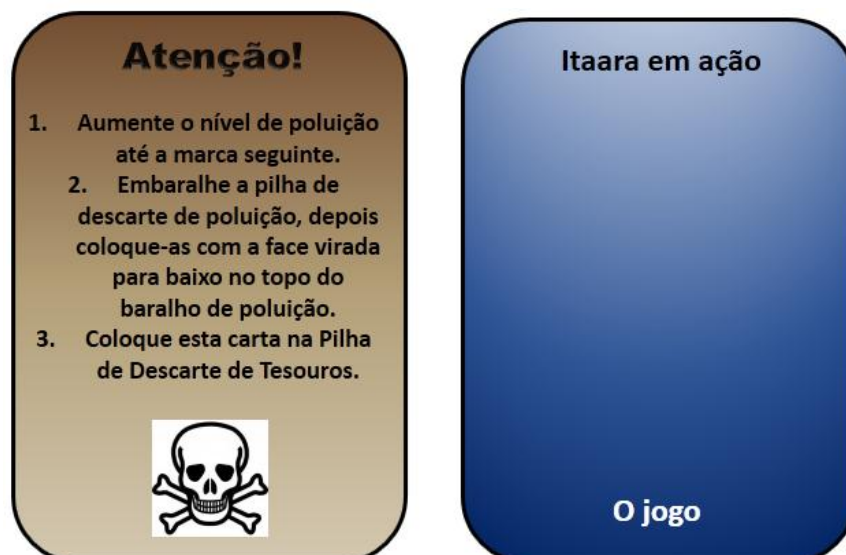 Atenção!
1. Aumente o nível de poluição
até a marca seguinte.
2. Embaralhe a pilha de
descarte de poluição, depois
coloque-as com a face virada
para baixo no topo do
baralho de poluição.
3. Coloque esta carta na Pilha
de Descarte de Tesouros.
Itaara em ação
O jogo